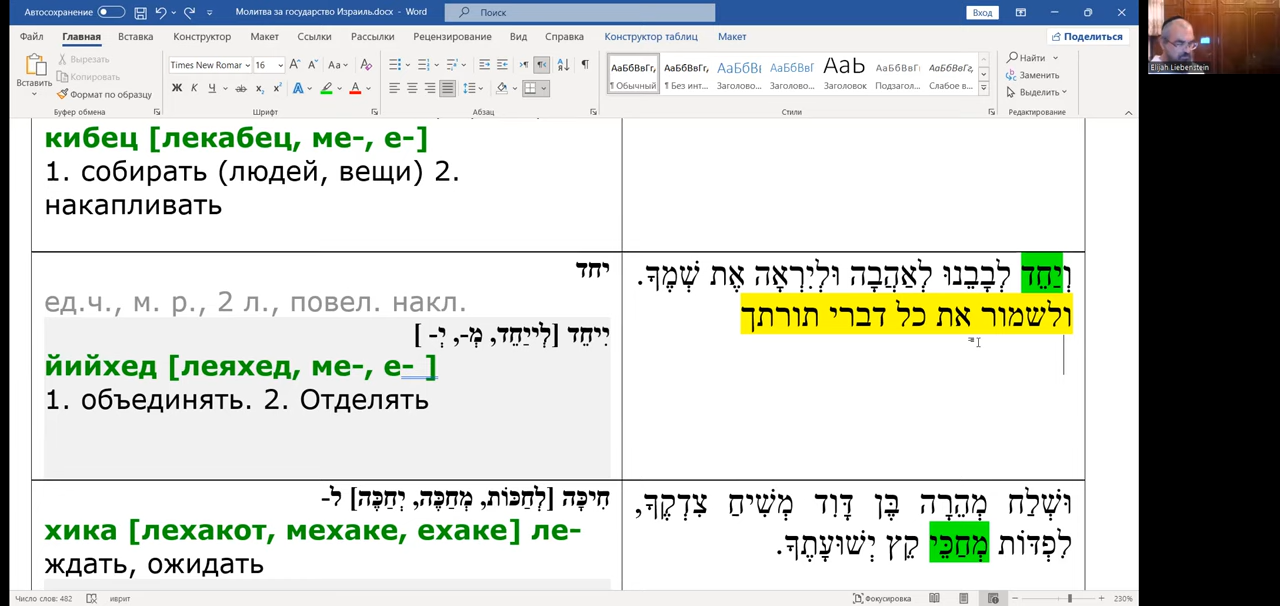 Автосохранение
Молитва за государство Израиль.docx - Word
Поиск
Вход
Файл Главная Вставка Конструктор Макет Ссылки Рассылки Рецензирование Вид Справка Конструктор таблиц Макет
Поделиться
Вставить
Вырезать
Копировать
Формат по образцу
Буфер обмена
Times New Romar 16
Шрифт
Абзац
АаБбВвГг,
¶ Обычный
АаБбВвГг,
¶ Без инт...
АаБбВвГ
Заголово...
АаБбВвГ
Заголово...
АаБ
Заголовок
АаБбВвГ
Подзагол...
АаБбВвГг,
Слабое в...
Стили
Найти
Заменить
Выделить
Редактирование
Elijah Liebenstein
кибец [лекабец, ме-, е-]
1. собирать (люdей, вещи) 2.
накапливать
יחד
ед.ч., м. р., 2 л., повел. накл.
יִיחֵד [לְייַחֵד, מְ-, יְ- ]
йийхед [леяхед, ме-, е- ]
1. объединять. 2. Отделять
וְיַחֵד לְבָבֵנוּ לְאַהֲבָה וּלְיִרְאָה אֶת שְׁמֶךָ.
ולשמור את כל דברי תורתך
חִיכָּה [לְחַכּוֹת, מְחַכֶּה, יְחַכֶּה] ל-
хика [лехакот, мехаке, ехаке] ле-
ждать, ожидать
וּשְׁלַח מְהֵרָה בֶּן דָּוִד מְשִׁיחַ צִדְקֶךָ,
לִפְדּוֹת מְחַכֵּי קֵץ יְשׁוּעָתֶךָ.
Число слов: 482 иврит
Фокусировка
230%